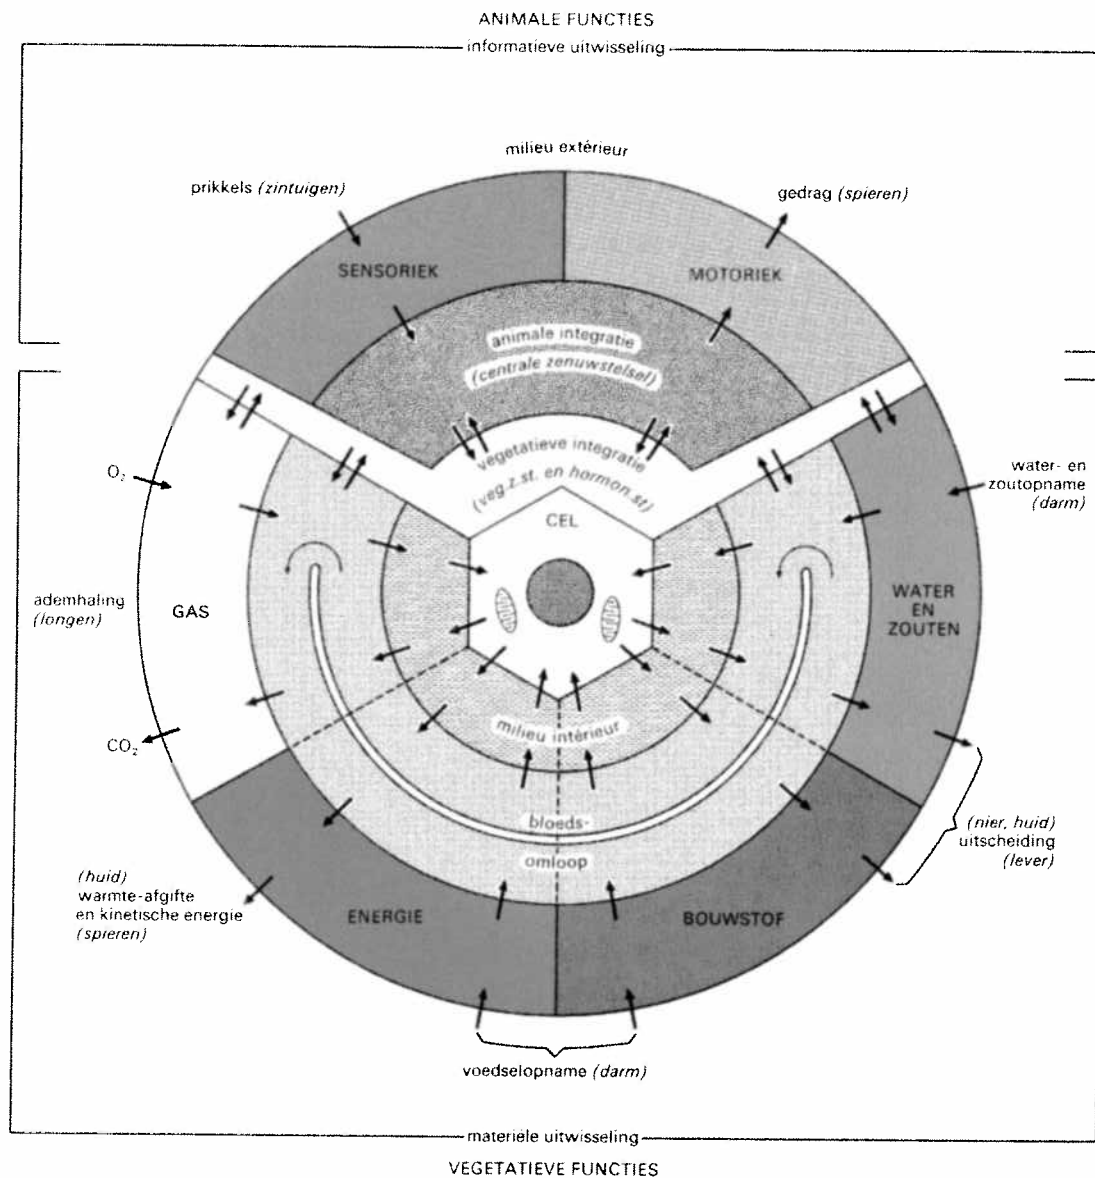 ANIMALE FUNCTIES
informatieve uitwisseling
milieu extérieur
prikkels (zintuigen)
gedrag (spieren)
SENSORIEK
MOTORIEK
animale integratie
(centrale zenuwstelsel)
vegetatieve integratie
(veg.z.st. en hormon.st)
O₂
water- en
zoutopname
(darm)
CEL
ademhaling
(longen)
GAS
WATER
EN
ZOUTEN
milieu intérieur
CO₂
bloeds-
omloop
(nier, huid)
uitscheiding
(lever)
(huid)
warmte-afgifte
en kinetische energie
(spieren)
ENERGIE
BOUWSTOF
voedselopname (darm)
materiële uitwisseling
VEGETATIEVE FUNCTIES